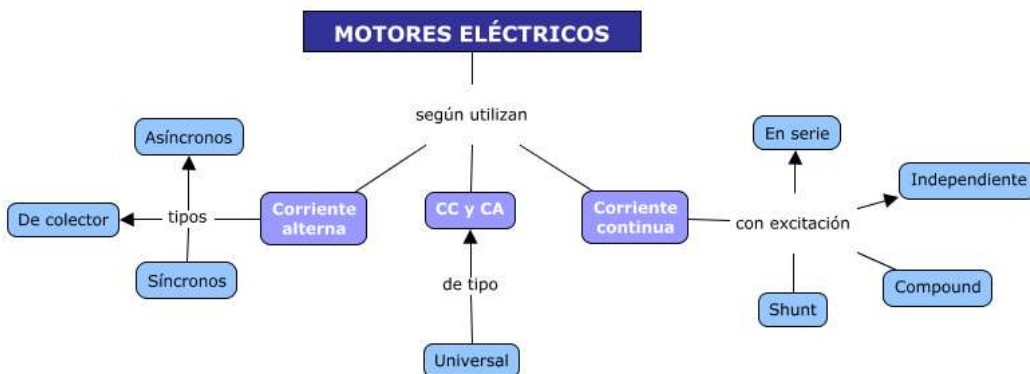 MOTORES ELÉCTRICOS
según utilizan
Asíncronos
En serie
Independiente
De colector
tipos
Corriente
alterna
CC y CA
Corriente
continua
con excitación
Síncronos
de tipo
Shunt
Compound
Universal